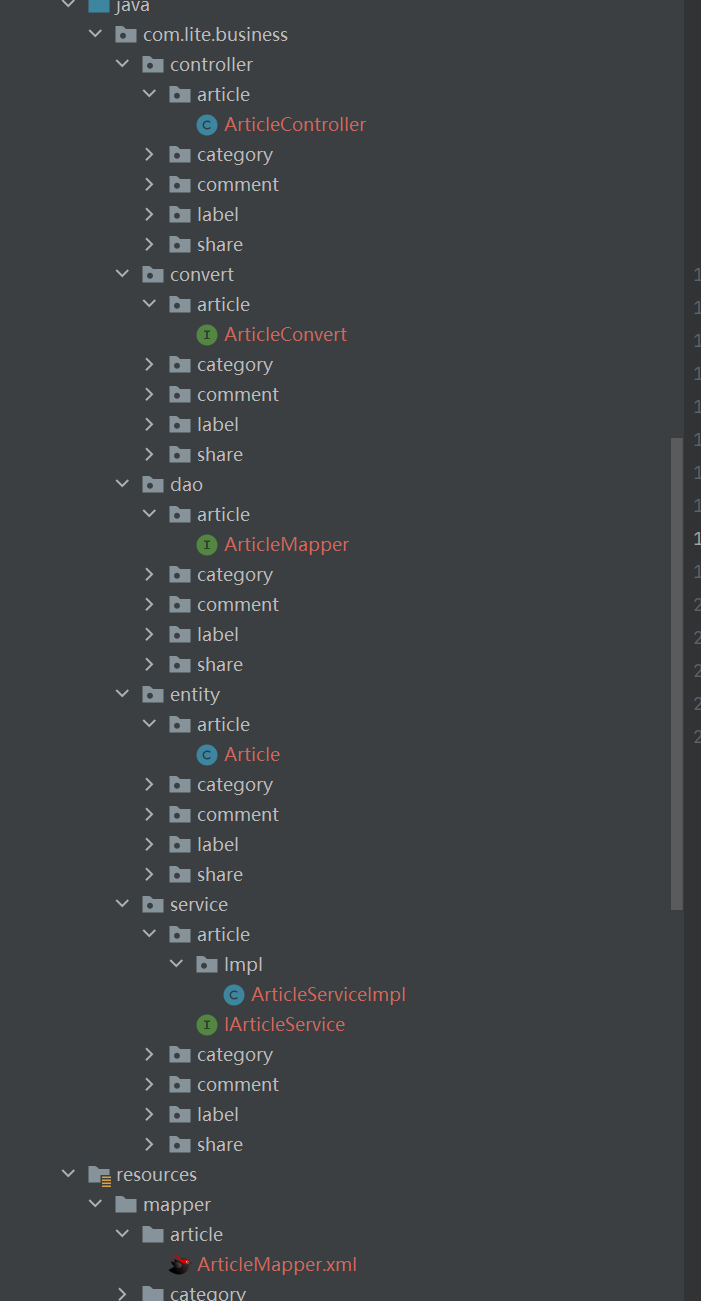 java
com.lite.business
controller
article
ArticleController
category
comment
label
share
convert
article
ArticleConvert
category
comment
label
share
dao
article
ArticleMapper
category
comment
label
share
entity
article
Article
category
comment
label
share
service
article
Impl
ArticleServiceImpl
IArticleService
category
comment
label
share
resources
mapper
article
ArticleMapper.xml
category